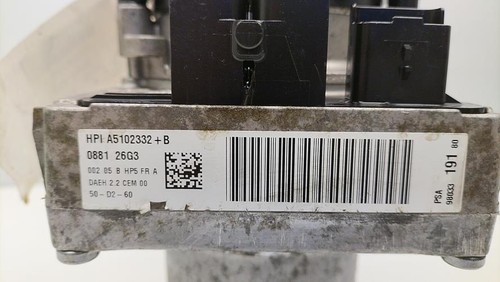 HPI A5102332+B
0881 26G3
002 05 B HP5 FR A
DAEH 2.2 CEM 00
50-D2-60
PSA
98033 191 80